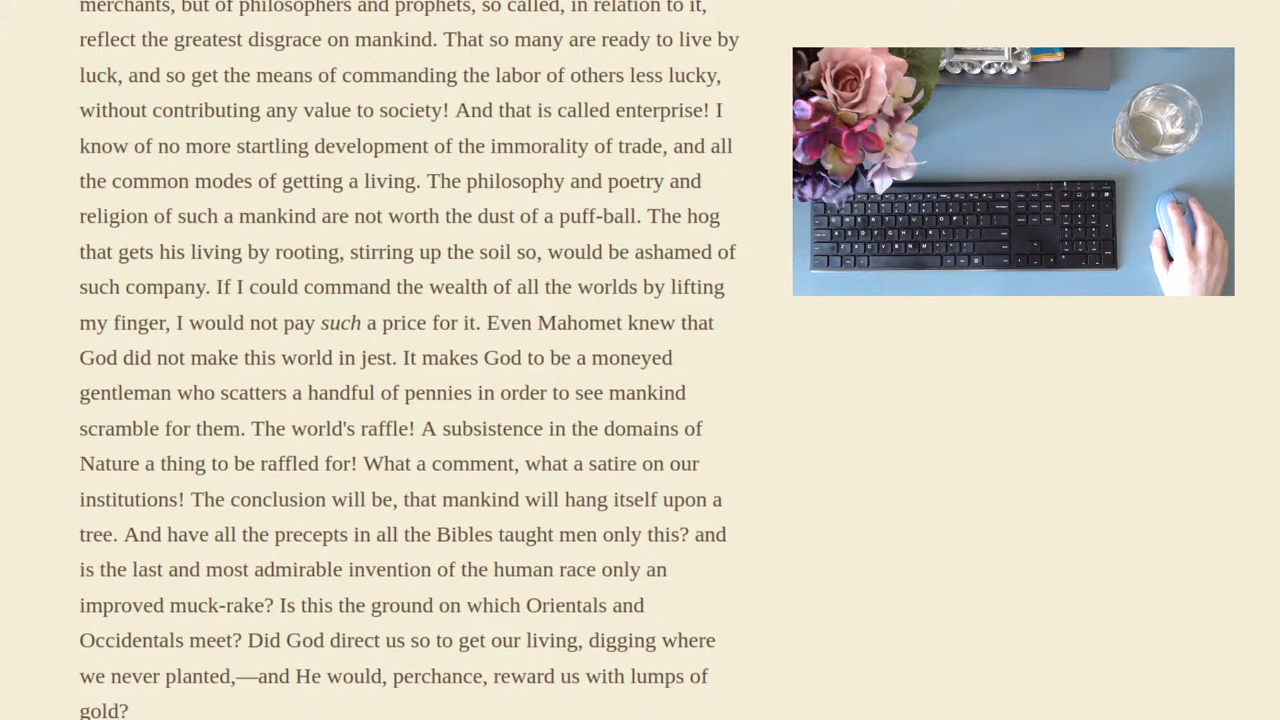 merchants, but of philosophers and prophets, so called, in relation to it,
reflect the greatest disgrace on mankind. That so many are ready to live by
luck, and so get the means of commanding the labor of others less lucky,
without contributing any value to society! And that is called enterprise! I
know of no more startling development of the immorality of trade, and all
the common modes of getting a living. The philosophy and poetry and
religion of such a mankind are not worth the dust of a puff-ball. The hog
that gets his living by rooting, stirring up the soil so, would be ashamed of
such company. If I could command the wealth of all the worlds by lifting
my finger, I would not pay such a price for it. Even Mahomet knew that
God did not make this world in jest. It makes God to be a moneyed
gentleman who scatters a handful of pennies in order to see mankind
scramble for them. The world's raffle! A subsistence in the domains of
Nature a thing to be raffled for! What a comment, what a satire on our
institutions! The conclusion will be, that mankind will hang itself upon a
tree. And have all the precepts in all the Bibles taught men only this? and
is the last and most admirable invention of the human race only an
improved muck-rake? Is this the ground on which Orientals and
Occidentals meet? Did God direct us so to get our living, digging where
we never planted,—and He would, perchance, reward us with lumps of
gold?